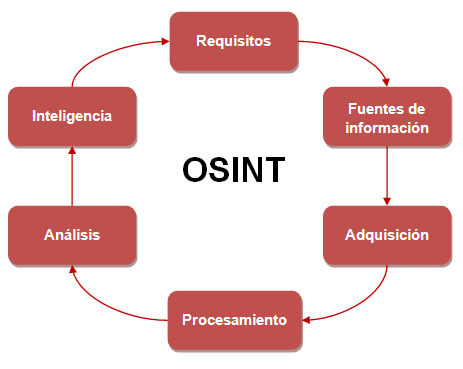 Requisitos
Fuentes de
información
Adquisición
Procesamiento
Análisis
Inteligencia
OSINT